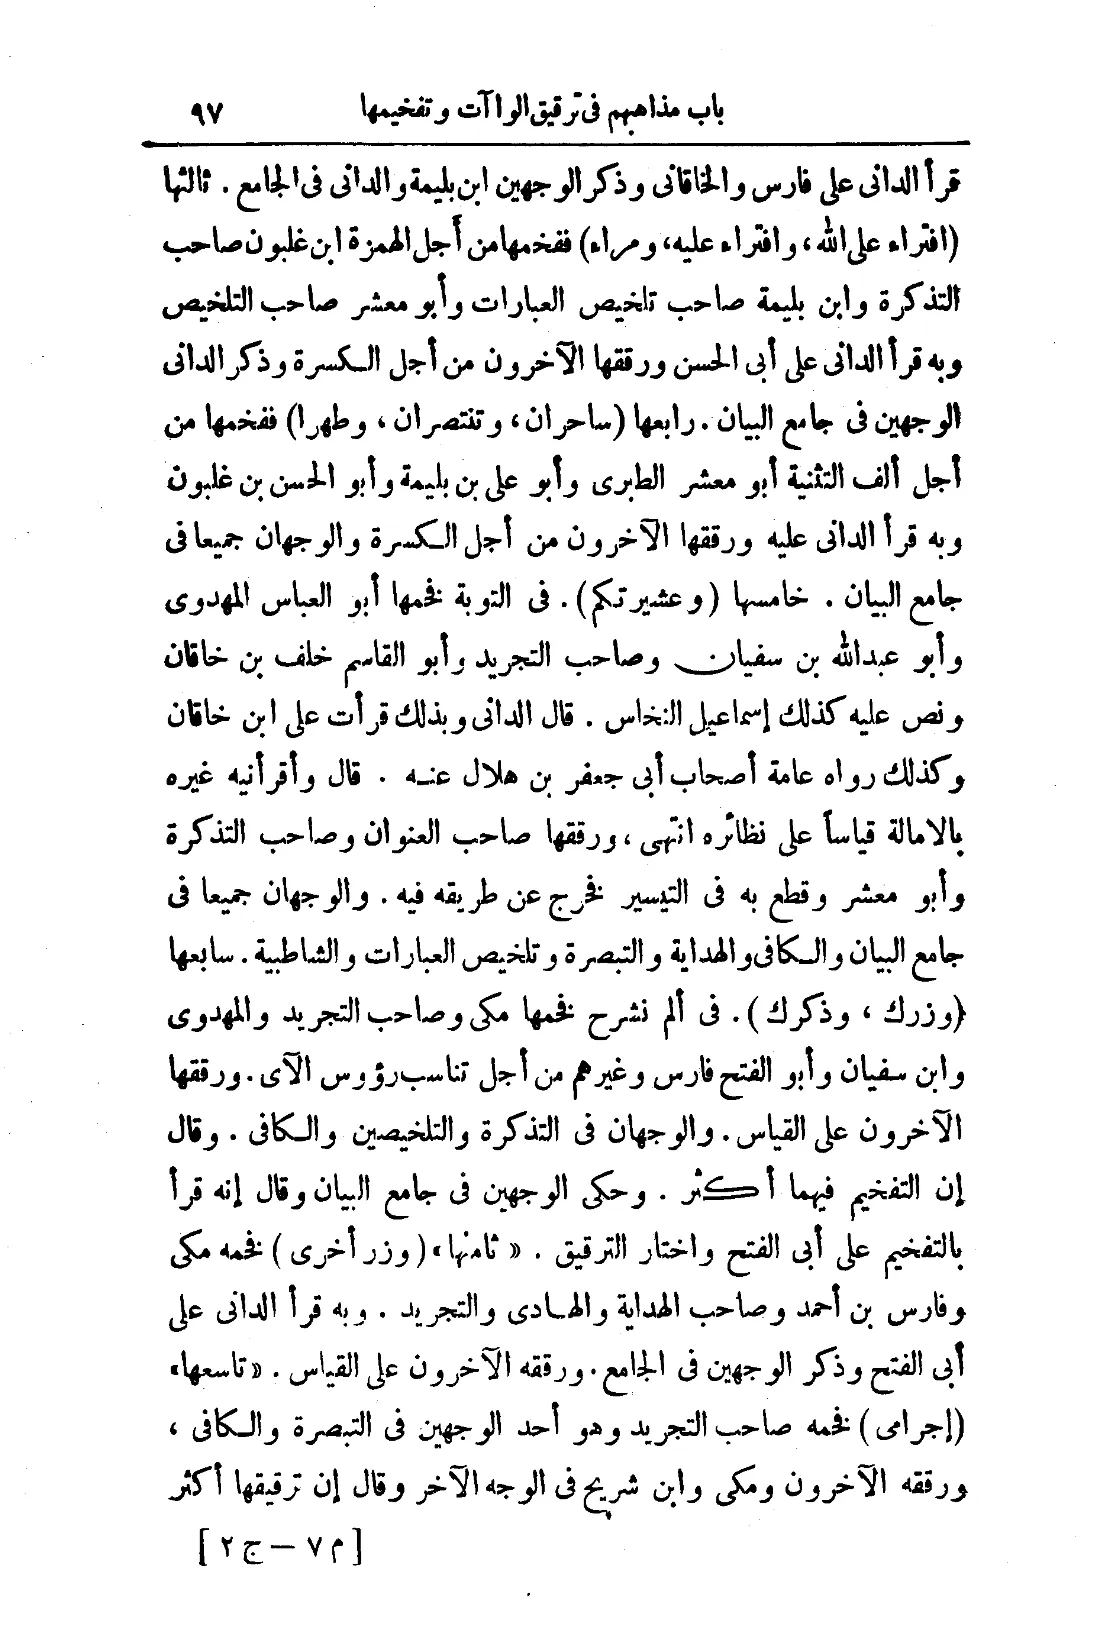 باب مذاهبهم فى ترقيق الراآت وتفخيمها ٩٧
قرأ الدانى على فارس والخاقانى وذكر الوجهين ابن بليمة والدانى فى الجامع . ثالثها
(افتراء على الله ، وافتراء عليه، ومراء) ففخمها من أجل الهمزة ابن غلبون صاحب
التذكرة وابن بليمة صاحب تلخيص العبارات وأبو معشر صاحب التلخيص
وبه قرأ الدانى على أبى الحسن ورققها الآخرون من أجل الكسرة وذكر الدانى
الوجهين فى جامع البيان . رابعها (ساحران ، وتنتصران ، وطهرا) ففخمها من
أجل ألف التثنية أبو معشر الطبرى وأبو على بن بليمة وأبو الحسن بن غلبون
وبه قرأ الدانى عليه ورققها الآخرون من أجل الكسرة والوجهان جميعا فى
جامع البيان . خامسها (وعشيرتكم) . فى التوبة فخمها أبو العباس المهدوى
وأبو عبدالله بن سفيان وصاحب التجريد وأبو القاسم خلف بن خاقان
ونص عليه كذلك إسماعيل النخاس . قال الدانى وبذلك قرأت على ابن خاقان
وكذلك رواه عامة أصحاب أبى جعفر بن هلال عنه . قال وأقرأنيه غيره
بالامالة قياساً على نظائره انتهى ، ورققها صاحب العنوان وصاحب التذكرة
وأبو معشر وقطع به فى التيسير فخرج عن طريقه فيه . والوجهان جميعا فى
جامع البيان والكافى والهداية والتبصرة وتلخيص العبارات والشاطبية . سابعها
(وزرك ، وذكرك) . فى ألم نشرح فخمها مكى وصاحب التجريد والمهدوى
وابن سفيان وأبو الفتح فارس وغيرهم من أجل تناسب رؤوس الآى . ورققها
الآخرون على القياس . والوجهان فى التذكرة والتلخيصين والكافى . وقال
إن التفخيم فيهما أكثر . وحكى الوجهين فى جامع البيان وقال إنه قرأ
بالتفخيم على أبى الفتح واختار الترقيق . «ثامنها» (وزر أخرى) فخمه مكى
وفارس بن أحمد وصاحب الهداية والهادى والتجريد . وبه قرأ الدانى على
أبى الفتح وذكر الوجهين فى الجامع . ورققه الآخرون على القياس . «تاسعها»
(إجرامى) فخمه صاحب التجريد وهو أحد الوجهين فى التبصرة والكافى ،
ورققه الآخرون ومكى وابن شريح فى الوجه الآخر وقال إن ترقيقها أكثر
[م ٧ – ج ٢]